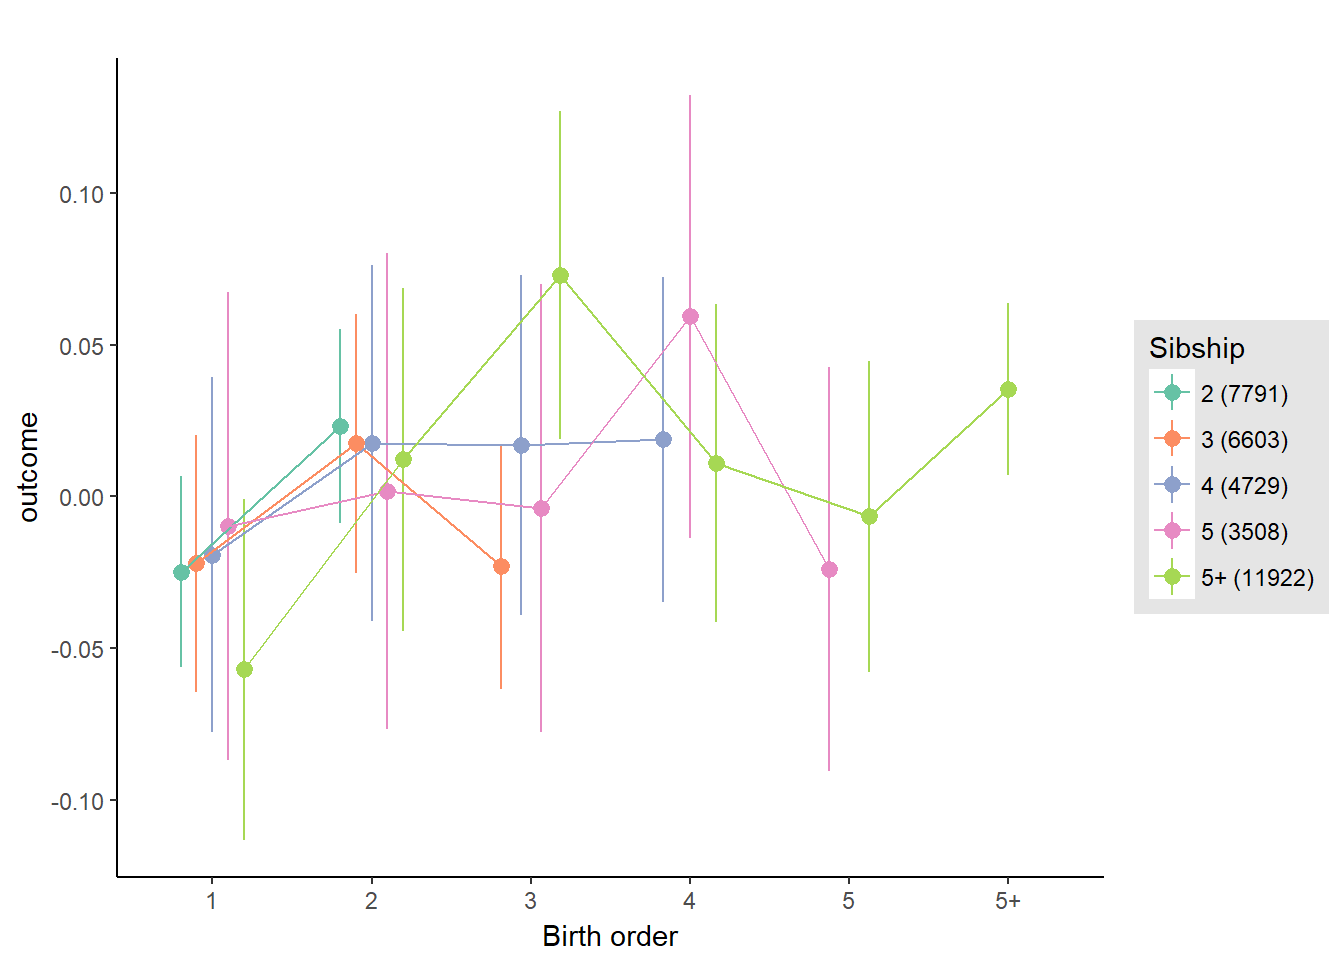 0.10
0.05
0.00
-0.05
-0.10
outcome
1 2 3 4 5 5+
Birth order
Sibship
2 (7791)
3 (6603)
4 (4729)
5 (3508)
5+ (11922)